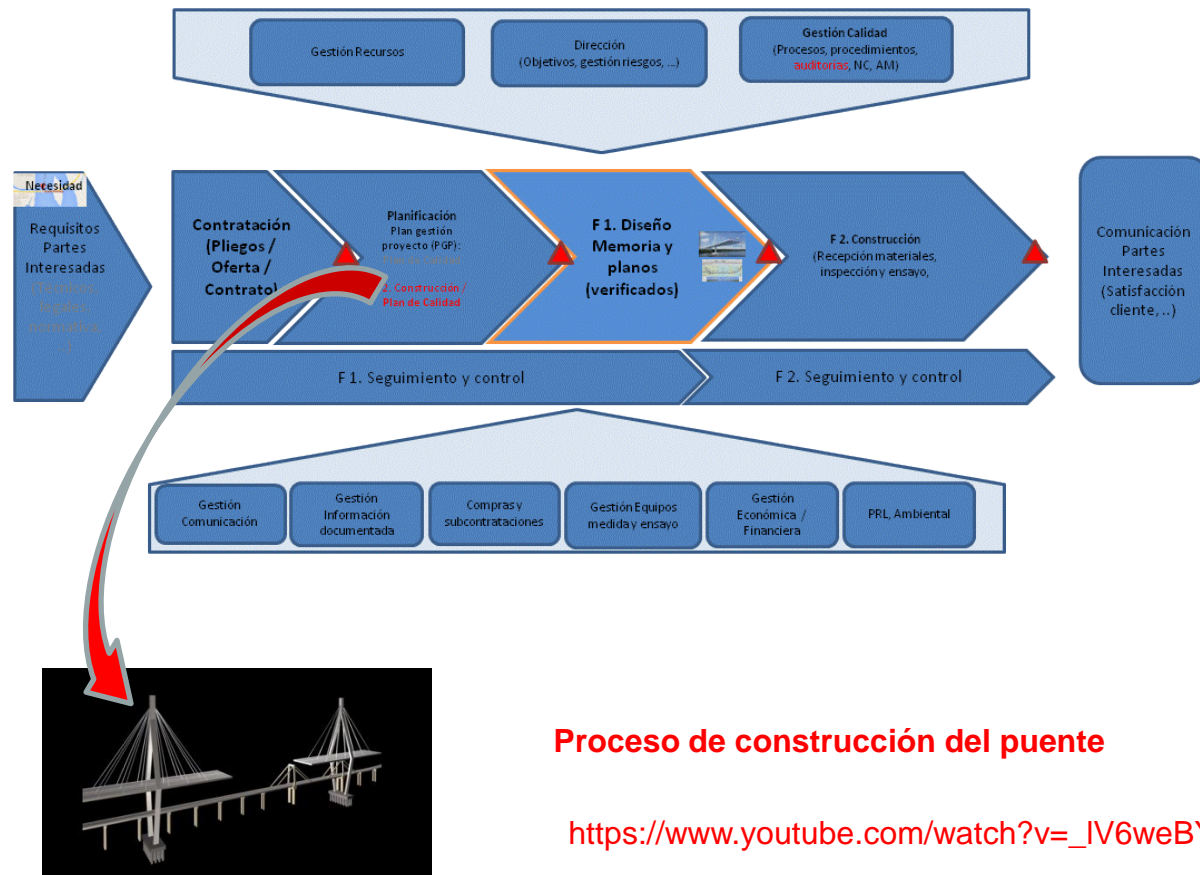 Gestión Recursos
Dirección
(Objetivos, gestión riesgos, ...)
Gestión Calidad
(Procesos, procedimientos,
auditorías, NC, AM)
Necesidad
Requisitos
Partes
Interesadas
Contratación
(Pliegos /
Oferta /
Contrato)
Planificación
Plan gestión
proyecto (PGP):
2. Construcción /
Plan de Calidad
F 1. Diseño
Memoria y
planos
(verificados)
F 2. Construcción
(Recepción materiales,
inspección y ensayo,
Comunicación
Partes
Interesadas
(Satisfacción
cliente, ..)
F 1. Seguimiento y control
F 2. Seguimiento y control
Gestión
Comunicación
Gestión
Información
documentada
Compras y
subcontrataciones
Gestión Equipos
medida y ensayo
Gestión
Económica /
Financiera
PRL, Ambiental
Proceso de construcción del puente
https://www.youtube.com/watch?v=_lV6weBY